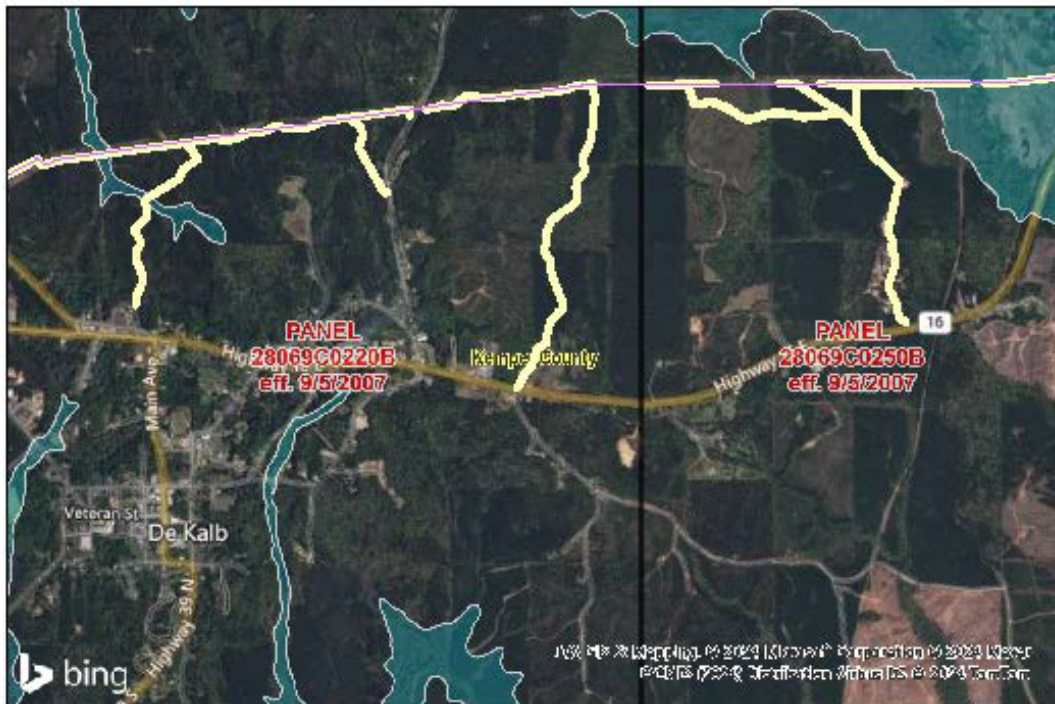 PANEL
28069C0220B
eff. 9/5/2007
Kemper County
PANEL
28069C0250B
eff. 9/5/2007
16
Highway
Main Ave
Veteran St
De Kalb
Highway 39 N
bing